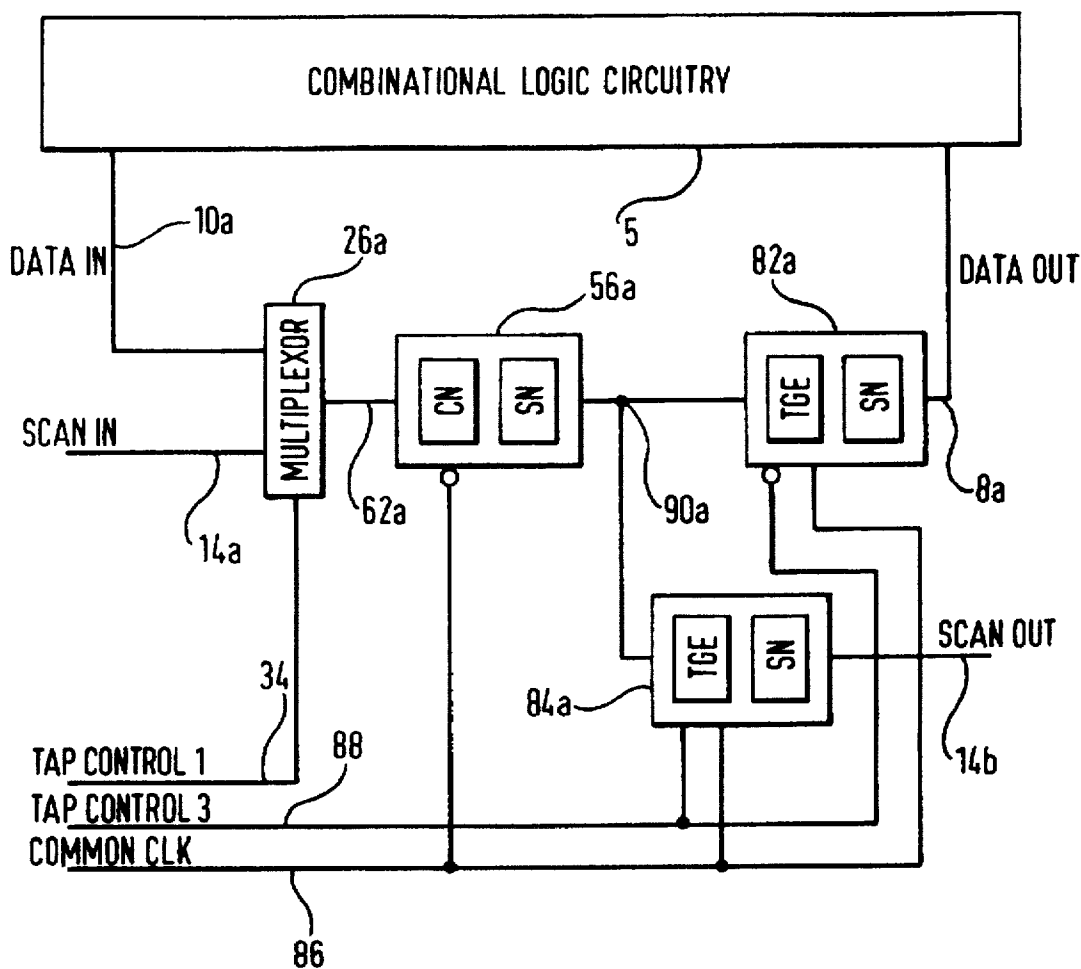 COMBINATIONAL LOGIC CIRCUITRY
10a
5
DATA IN
26a
82a
DATA OUT
56a
MULTIPLEXOR
CN
SN
TGE
SN
SCAN IN
62a
90a
8a
14a
TGE
SN
SCAN OUT
84a
34
14b
88
TAP CONTROL 1
TAP CONTROL 3
COMMON CLK
86